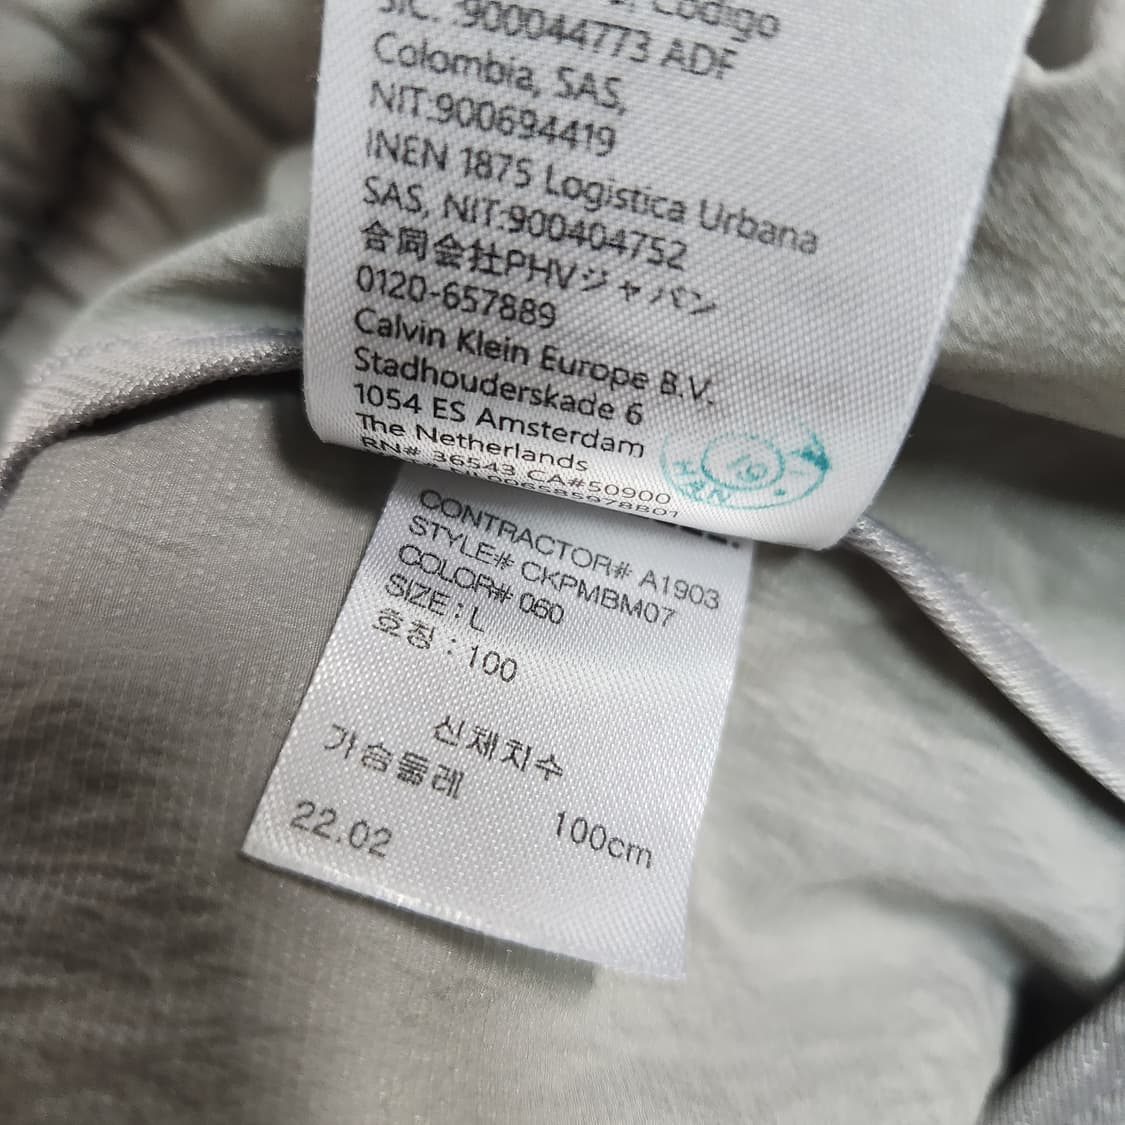 Código
SIC. :900044773 ADF
Colombia, SAS,
NIT:900694419
INEN 1875 Logistica Urbana
SAS, NIT:900404752
合同会社PHVジャパン
0120-657889
Calvin Klein Europe B.V.
Stadhouderskade 6
1054 ES Amsterdam
The Netherlands
RN# 36543 CA#50900
CONTRACTOR# A1903
STYLE# CKPMBM07
COLOR# 060
SIZE : L
호칭 : 100
신체치수
가슴둘레
100cm
22.02